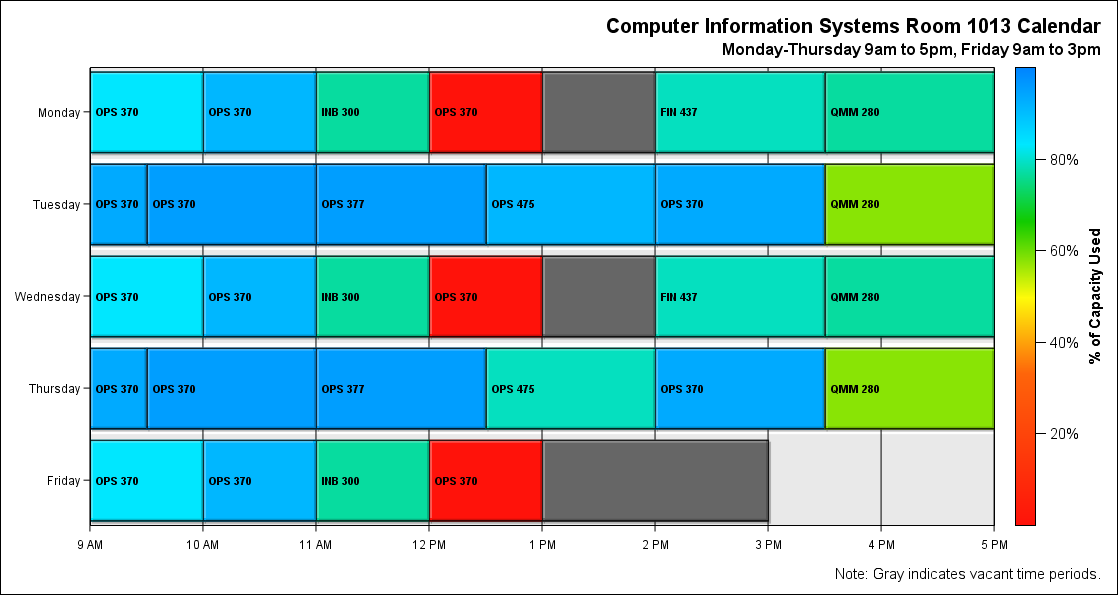 Computer Information Systems Room 1013 Calendar
Monday-Thursday 9am to 5pm, Friday 9am to 3pm
Monday OPS 370 OPS 370 INB 300 OPS 370 FIN 437 QMM 280
80%
Tuesday OPS 370 OPS 370 OPS 377 OPS 475 OPS 370 QMM 280
60%
Wednesday OPS 370 OPS 370 INB 300 OPS 370 FIN 437 QMM 280
% of Capacity Used
40%
Thursday OPS 370 OPS 370 OPS 377 OPS 475 OPS 370 QMM 280
20%
Friday OPS 370 OPS 370 INB 300 OPS 370
9 AM 10 AM 11 AM 12 PM 1 PM 2 PM 3 PM 4 PM 5 PM
Note: Gray indicates vacant time periods.